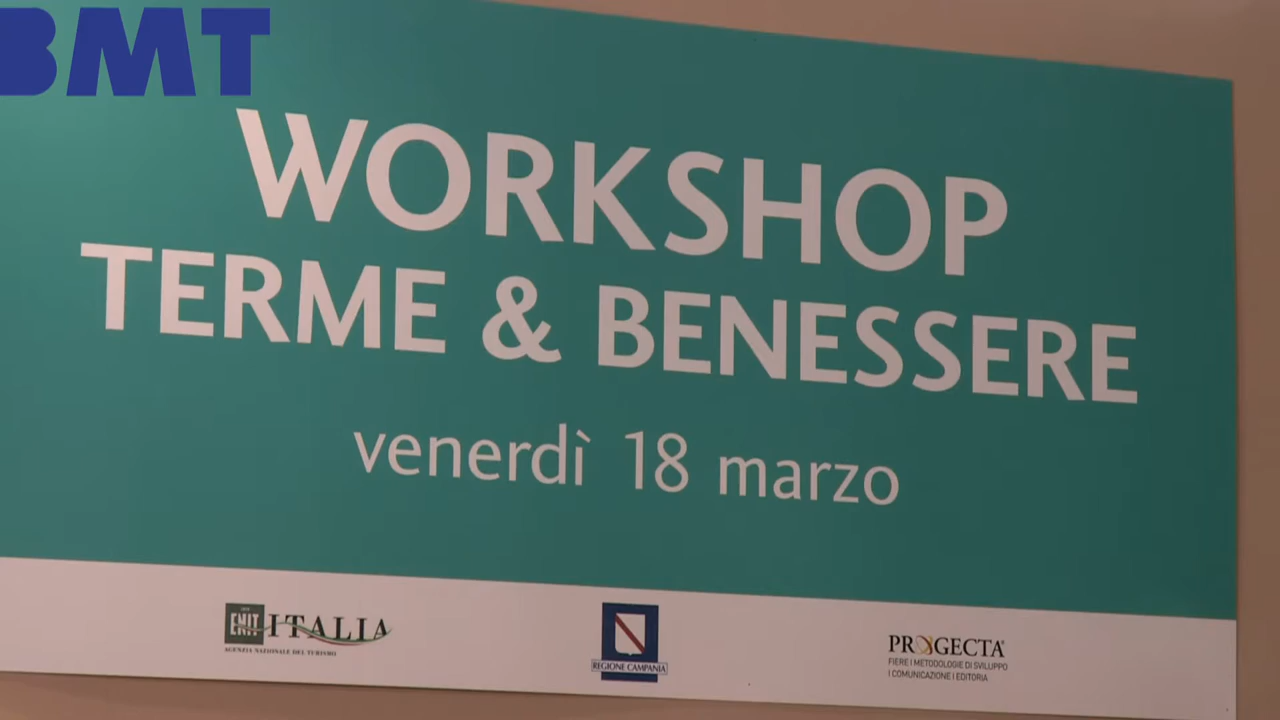 BMT
WORKSHOP
TERME & BENESSERE
venerdì 18 marzo
ENIT ITALIA
AGENZIA NAZIONALE DEL TURISMO
REGIONE CAMPANIA
PROGECTA®
FIERE I METODOLOGIE DI SVILUPPO
I COMUNICAZIONE I EDITORIA